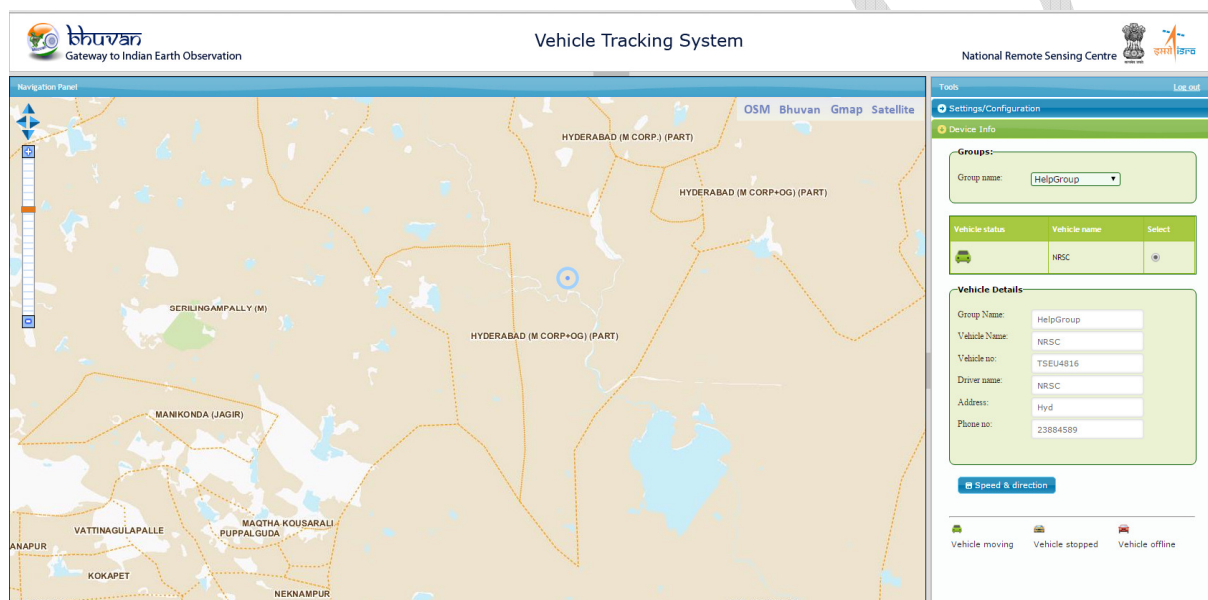 bhuvan
Gateway to Indian Earth Observation
Vehicle Tracking System
National Remote Sensing Centre
इसरो isro
Navigation Panel
OSM Bhuvan Gmap Satellite
HYDERABAD (M CORP.) (PART)
HYDERABAD (M CORP+OG) (PART)
SERILINGAMPALLY (M)
HYDERABAD (M CORP+OG) (PART)
MANIKONDA (JAGIR)
MAQTHA KOUSARALI
VATTINAGULAPALLE
PUPPALGUDA
ANAPUR
KOKAPET
NEKNAMPUR
Tools Log out
Settings/Configuration
Device Info
Groups:
Group name: HelpGroup
Vehicle status Vehicle name Select
NRSC
Vehicle Details
Group Name: HelpGroup
Vehicle Name: NRSC
Vehicle no: TSEU4816
Driver name: NRSC
Address: Hyd
Phone no: 23884589
Speed & direction
Vehicle moving Vehicle stopped Vehicle offline